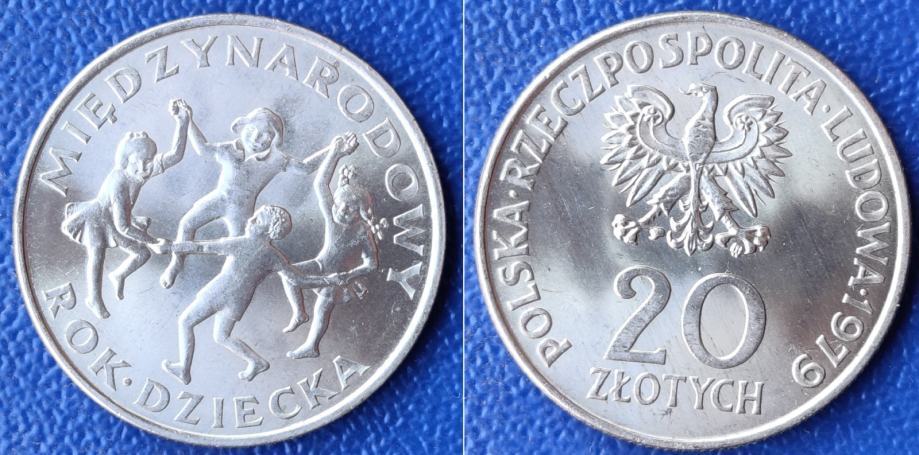 MIĘDZYNARODOWY
ROK · DZIECKA
POLSKA · RZECZPOSPOLITA · LUDOWA · 1979
20
ZŁOTYCH